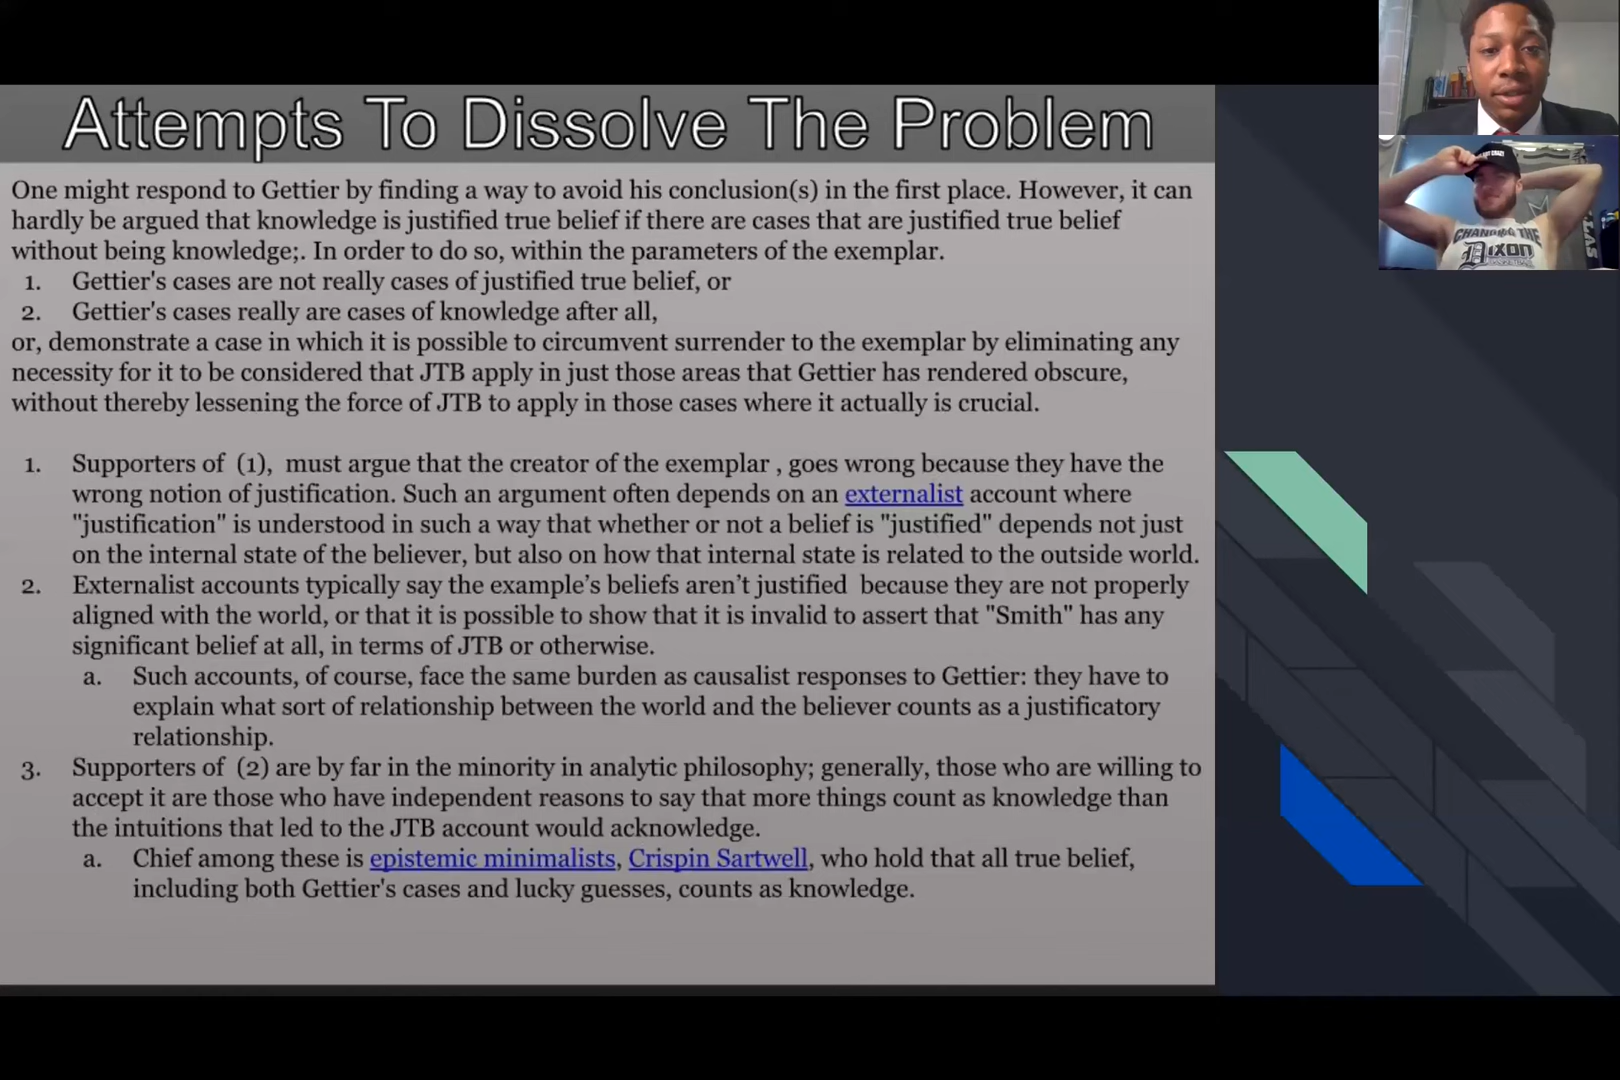 Attempts To Dissolve The Problem
One might respond to Gettier by finding a way to avoid his conclusion(s) in the first place. However, it can
hardly be argued that knowledge is justified true belief if there are cases that are justified true belief
without being knowledge;. In order to do so, within the parameters of the exemplar.
1. Gettier's cases are not really cases of justified true belief, or
2. Gettier's cases really are cases of knowledge after all,
or, demonstrate a case in which it is possible to circumvent surrender to the exemplar by eliminating any
necessity for it to be considered that JTB apply in just those areas that Gettier has rendered obscure,
without thereby lessening the force of JTB to apply in those cases where it actually is crucial.
1. Supporters of (1), must argue that the creator of the exemplar , goes wrong because they have the
wrong notion of justification. Such an argument often depends on an externalist account where
"justification" is understood in such a way that whether or not a belief is "justified" depends not just
on the internal state of the believer, but also on how that internal state is related to the outside world.
2. Externalist accounts typically say the example’s beliefs aren’t justified because they are not properly
aligned with the world, or that it is possible to show that it is invalid to assert that "Smith" has any
significant belief at all, in terms of JTB or otherwise.
a. Such accounts, of course, face the same burden as causalist responses to Gettier: they have to
explain what sort of relationship between the world and the believer counts as a justificatory
relationship.
3. Supporters of (2) are by far in the minority in analytic philosophy; generally, those who are willing to
accept it are those who have independent reasons to say that more things count as knowledge than
the intuitions that led to the JTB account would acknowledge.
a. Chief among these is epistemic minimalists, Crispin Sartwell, who hold that all true belief,
including both Gettier's cases and lucky guesses, counts as knowledge.
CHANGING THE
DIXON